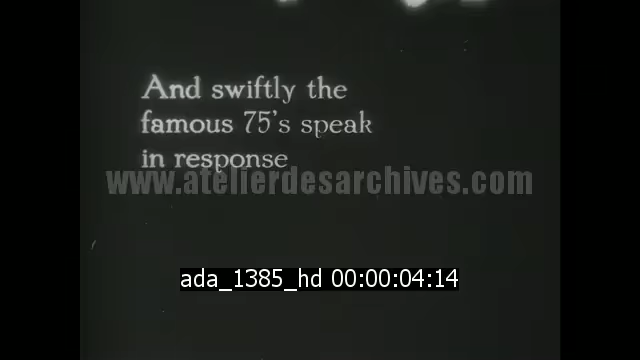 And swiftly the
famous 75's speak
in response
www.atelierdesarchives.com
ada_1385_hd 00:00:04:14